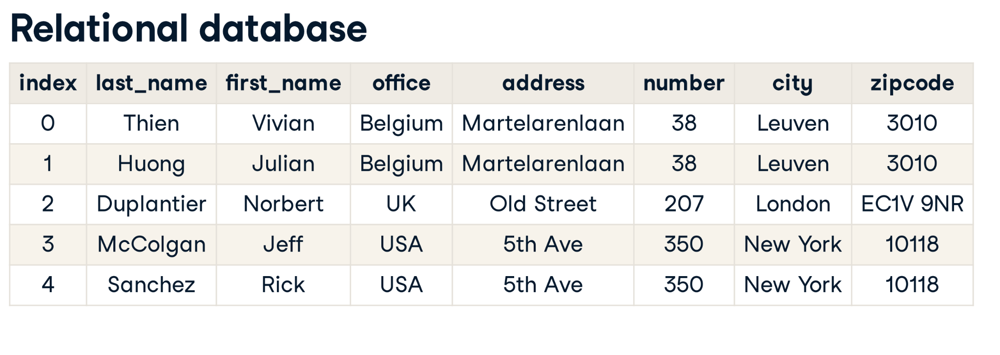 Relational database
index last_name first_name office address number city zipcode
0 Thien Vivian Belgium Martelarenlaan 38 Leuven 3010
1 Huong Julian Belgium Martelarenlaan 38 Leuven 3010
2 Duplantier Norbert UK Old Street 207 London EC1V 9NR
3 McColgan Jeff USA 5th Ave 350 New York 10118
4 Sanchez Rick USA 5th Ave 350 New York 10118